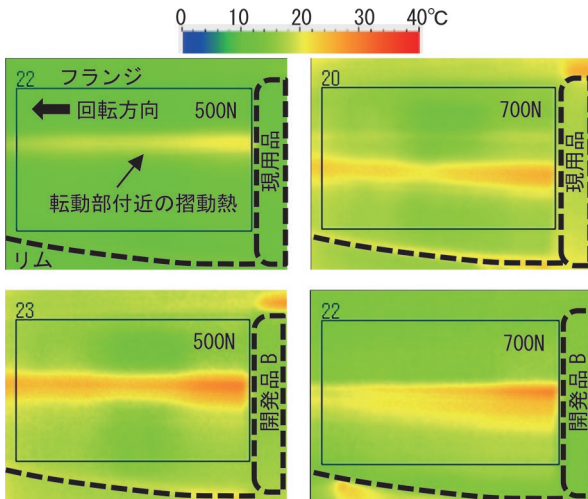 0 10 20 30 40℃
22
フランジ
回転方向
500N
転動部付近の摺動熱
リム
現用品
20
700N
現用品
23
500N
開発品 B
22
700N
開発品 B